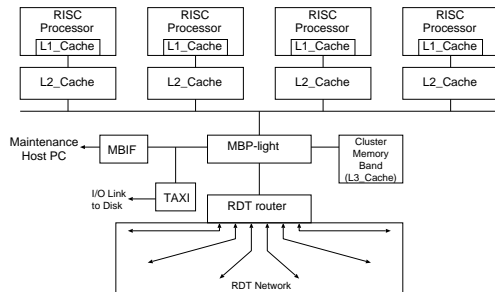 RISC
Processor
L1_Cache
RISC
Processor
L1_Cache
RISC
Processor
L1_Cache
RISC
Processor
L1_Cache
L2_Cache
L2_Cache
L2_Cache
L2_Cache
Maintenance
Host PC
MBIF
MBP-light
Cluster
Memory
Band
(L3_Cache)
I/O Link
to Disk
TAXI
RDT router
RDT Network